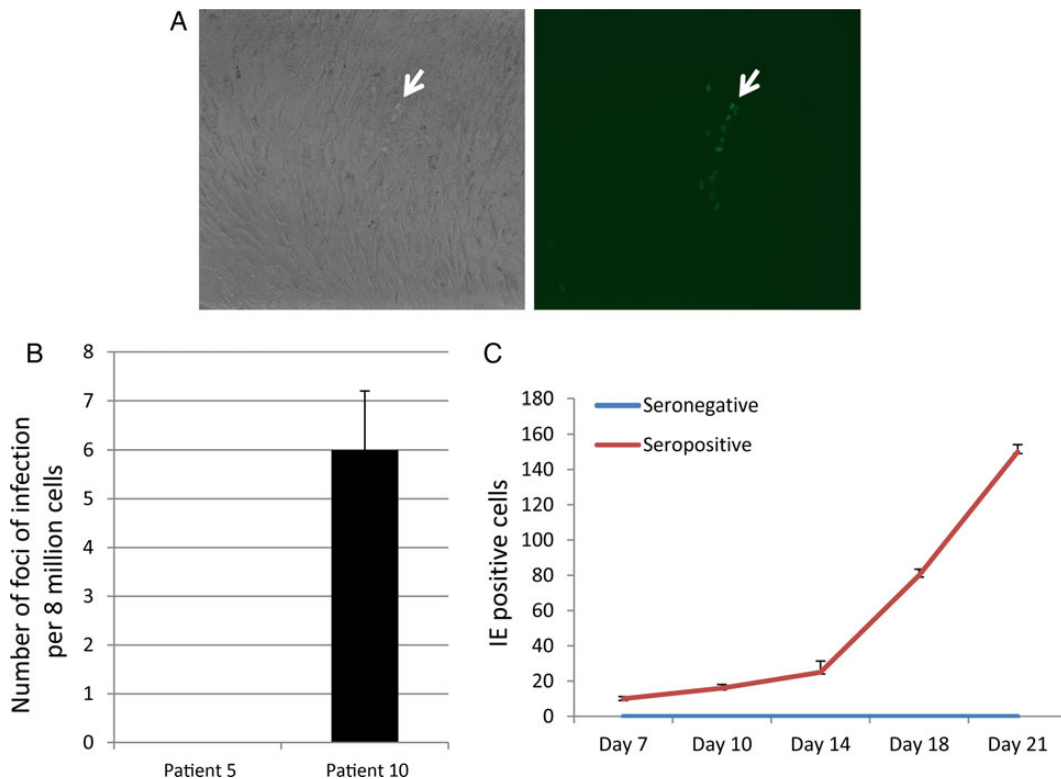 A
B
Number of foci of infection
per 8 million cells
8
7
6
5
4
3
2
1
0
Patient 5
Patient 10
C
IE positive cells
180
160
140
120
100
80
60
40
20
0
Seronegative
Seropositive
Day 7
Day 10
Day 14
Day 18
Day 21